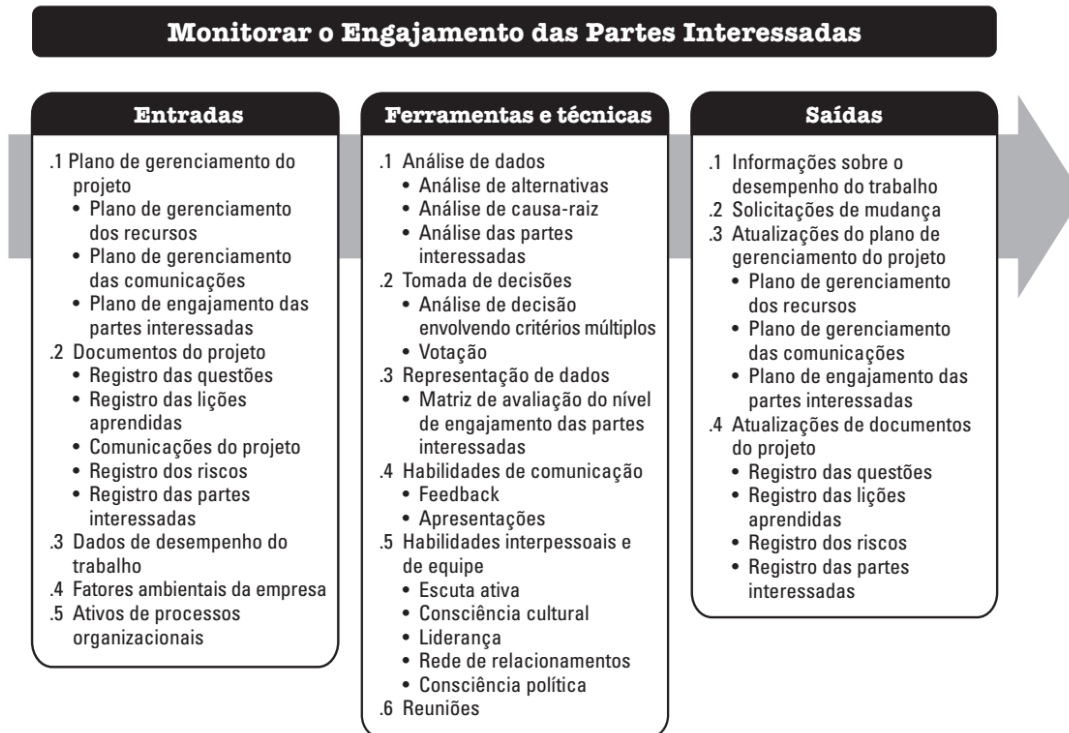 Monitorar o Engajamento das Partes Interessadas
Entradas
.1 Plano de gerenciamento do
projeto
• Plano de gerenciamento
dos recursos
• Plano de gerenciamento
das comunicações
• Plano de engajamento das
partes interessadas
.2 Documentos do projeto
• Registro das questões
• Registro das lições
aprendidas
• Comunicações do projeto
• Registro dos riscos
• Registro das partes
interessadas
.3 Dados de desempenho do
trabalho
.4 Fatores ambientais da empresa
.5 Ativos de processos
organizacionais
Ferramentas e técnicas
.1 Análise de dados
• Análise de alternativas
• Análise de causa-raiz
• Análise das partes
interessadas
.2 Tomada de decisões
• Análise de decisão
envolvendo critérios múltiplos
• Votação
.3 Representação de dados
• Matriz de avaliação do nível
de engajamento das partes
interessadas
.4 Habilidades de comunicação
• Feedback
• Apresentações
.5 Habilidades interpessoais e
de equipe
• Escuta ativa
• Consciência cultural
• Liderança
• Rede de relacionamentos
• Consciência política
.6 Reuniões
Saídas
.1 Informações sobre o
desempenho do trabalho
.2 Solicitações de mudança
.3 Atualizações do plano de
gerenciamento do projeto
• Plano de gerenciamento
dos recursos
• Plano de gerenciamento
das comunicações
• Plano de engajamento das
partes interessadas
.4 Atualizações de documentos
do projeto
• Registro das questões
• Registro das lições
aprendidas
• Registro dos riscos
• Registro das partes
interessadas